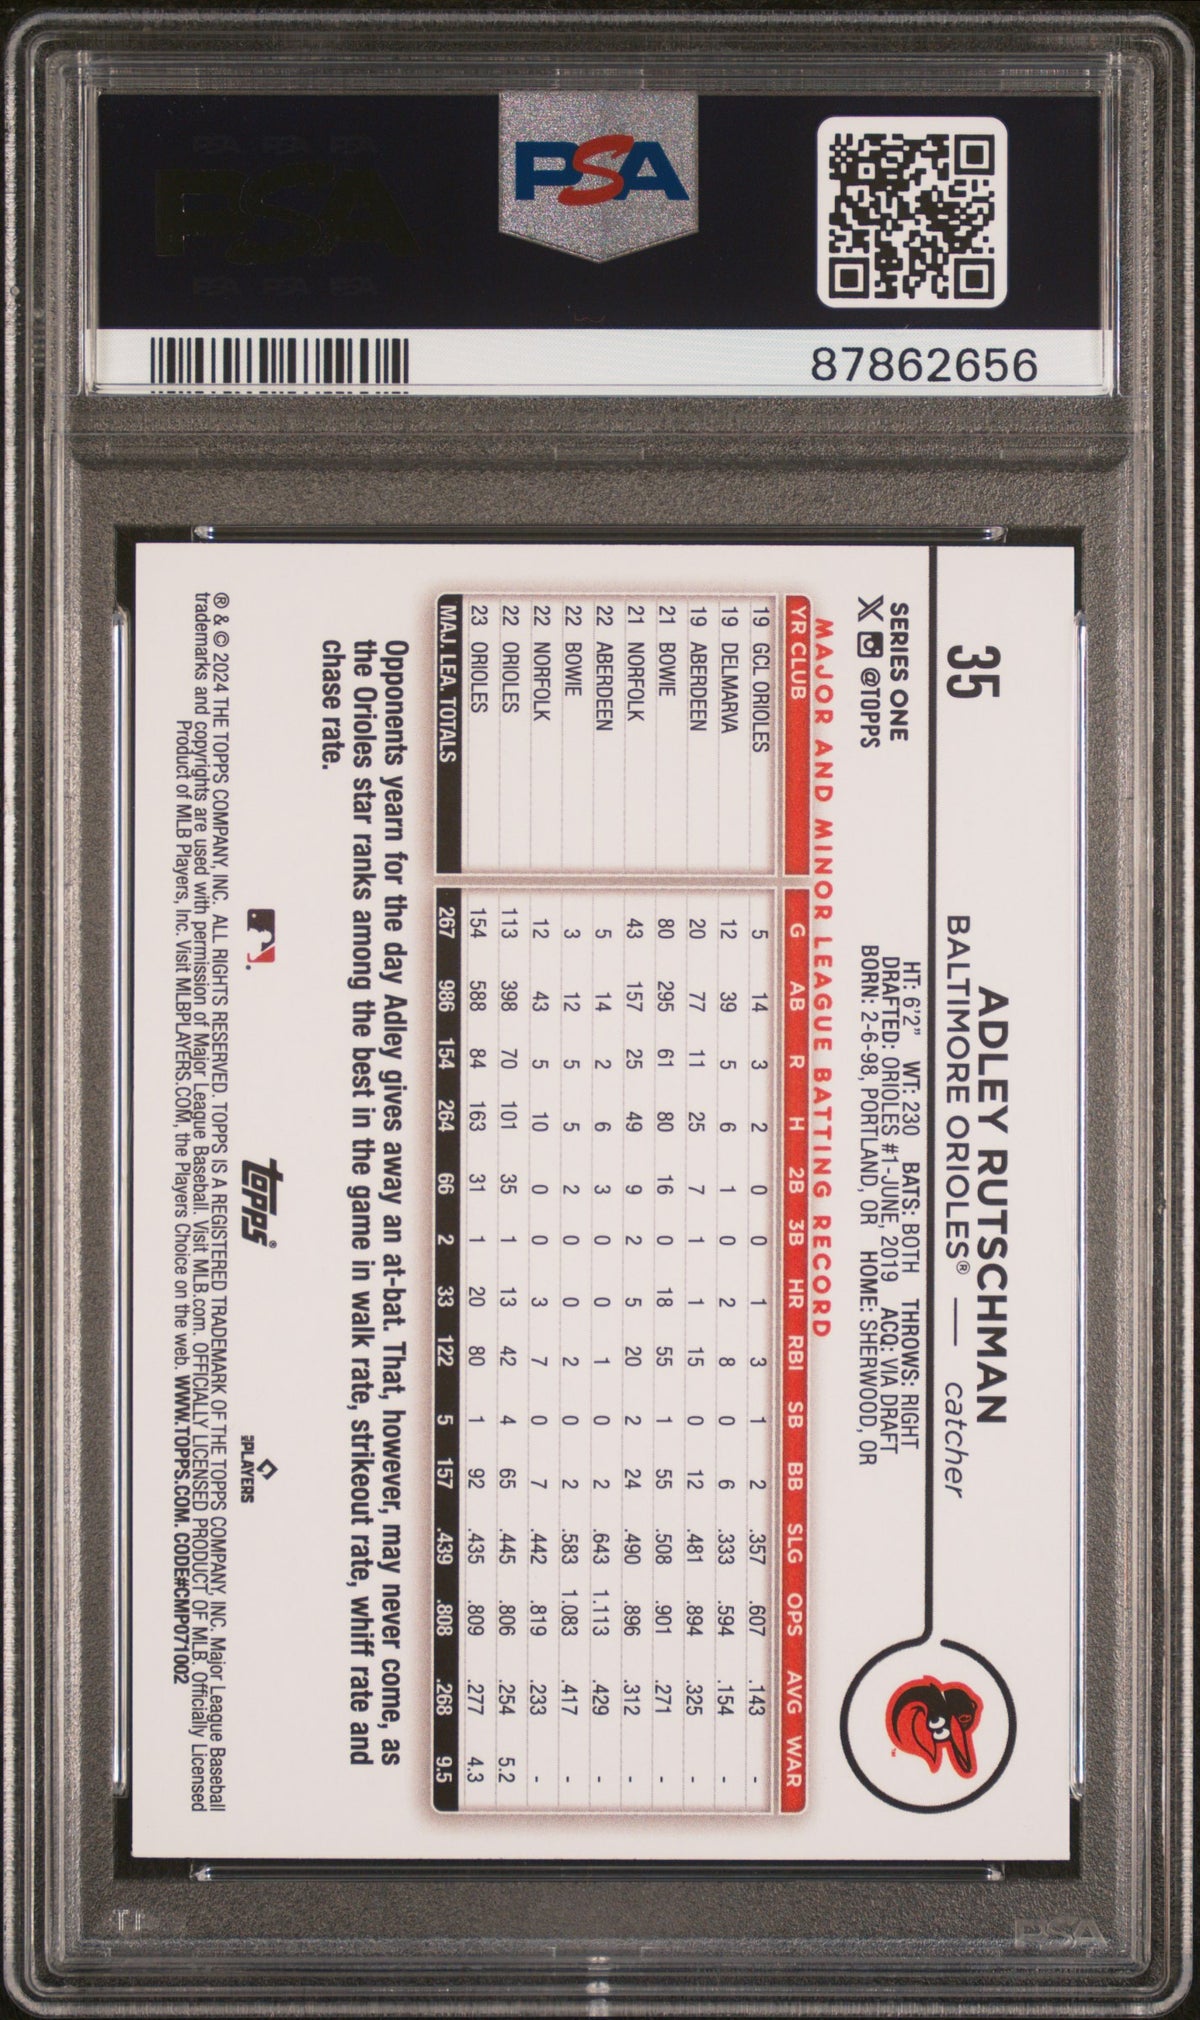 PSA
87862656
35
ADLEY RUTSCHMAN
BALTIMORE ORIOLES® — catcher
SERIES ONE
X @TOPPS
HT: 6'2" WT: 230 BATS: BOTH THROWS: RIGHT
DRAFTED: ORIOLES #1-JUNE, 2019 ACQ: VIA DRAFT
BORN: 2-6-98, PORTLAND, OR HOME: SHERWOOD, OR
MAJOR AND MINOR LEAGUE BATTING RECORD
YR CLUB G AB R H 2B 3B HR RBI SB BB SLG OPS AVG WAR
19 GCL ORIOLES 5 14 3 2 0 0 1 3 1 2 .357 .607 .143 -
19 DELMARVA 12 39 5 6 1 0 2 8 0 6 .333 .594 .154 -
19 ABERDEEN 20 77 11 25 7 1 1 15 0 12 .481 .894 .325 -
21 BOWIE 80 295 61 80 16 0 18 55 1 55 .508 .901 .271 -
21 NORFOLK 43 157 25 49 9 2 5 20 2 24 .490 .896 .312 -
22 ABERDEEN 5 14 2 6 3 0 0 1 0 2 .643 1.113 .429 -
22 BOWIE 3 12 5 5 2 0 0 2 0 2 .583 1.083 .417 -
22 NORFOLK 12 43 5 10 0 0 3 7 0 7 .442 .819 .233 -
22 ORIOLES 113 398 70 101 35 1 13 42 4 65 .445 .806 .254 5.2
23 ORIOLES 154 588 84 163 31 1 20 80 1 92 .435 .809 .277 4.3
MAJ. LEA. TOTALS 267 986 154 264 66 2 33 122 5 157 .439 .808 .268 9.5
Opponents yearn for the day Adley gives away an at-bat. That, however, may never come, as
the Orioles star ranks among the best in the game in walk rate, strikeout rate, whiff rate and
chase rate.
topps®
PLAYERS
® & © 2024 THE TOPPS COMPANY, INC. ALL RIGHTS RESERVED. TOPPS IS A REGISTERED TRADEMARK OF THE TOPPS COMPANY, INC. Major League Baseball
trademarks and copyrights are used with permission of Major League Baseball. Visit MLB.com. OFFICIALLY LICENSED PRODUCT OF MLB. Officially Licensed
Product of MLB Players, Inc. Visit MLBPLAYERS.COM, the Players Choice on the web. WWW.TOPPS.COM. CODE#CMP071002
PSA